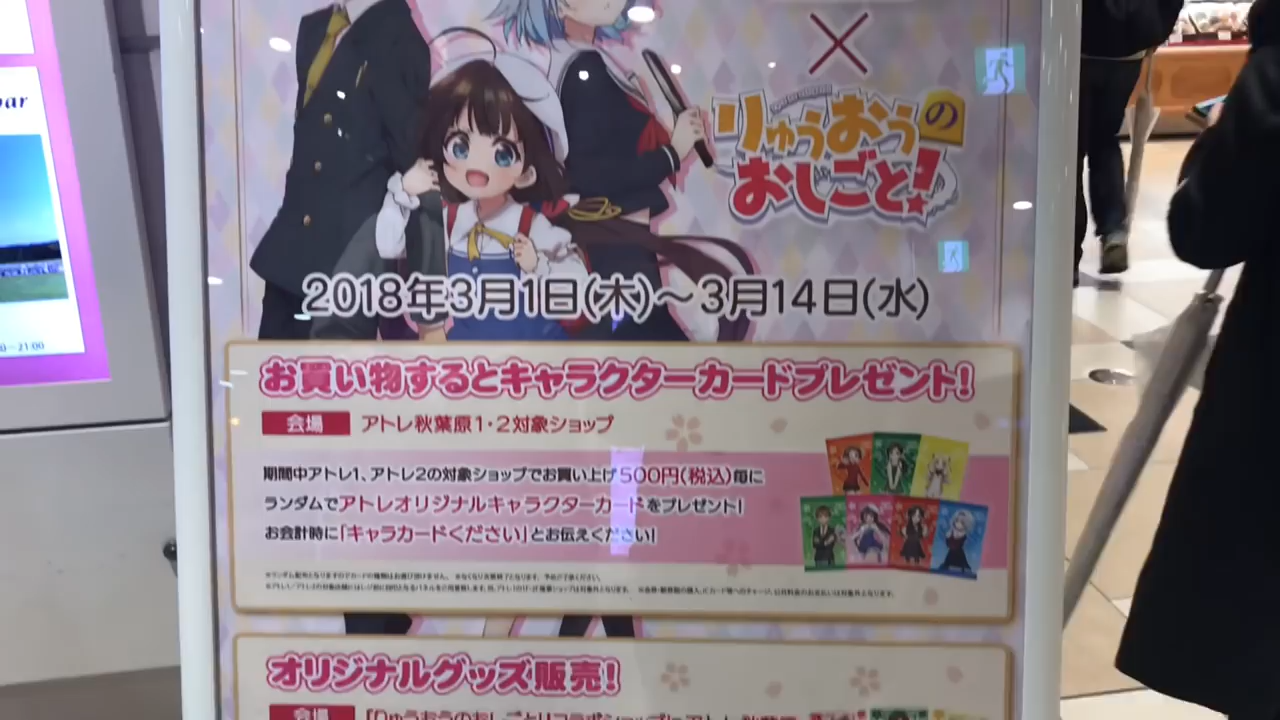 ×
りゅうおうの
おしごと!
2018年3月1日(木)～3月14日(水)
お買い物するとキャラクターカードプレゼント!
会場 アトレ秋葉原1・2対象ショップ
期間中アトレ1、アトレ2の対象ショップでお買い上げ500円(税込)毎に
ランダムでアトレオリジナルキャラクターカードをプレゼント!
お会計時に「キャラカードください」とお伝えください!
オリジナルグッズ販売!
会場